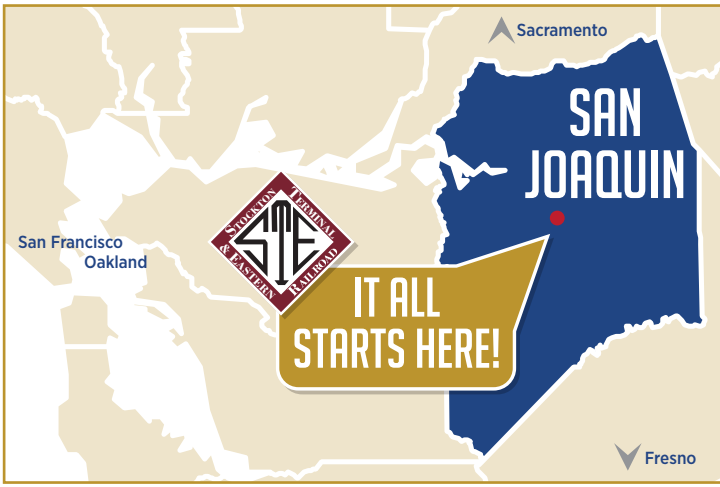 Sacramento
SAN
JOAQUIN
STOCKTON
TERMINAL
& EASTERN
RAILROAD
STE
San Francisco
Oakland
IT ALL
STARTS HERE!
Fresno